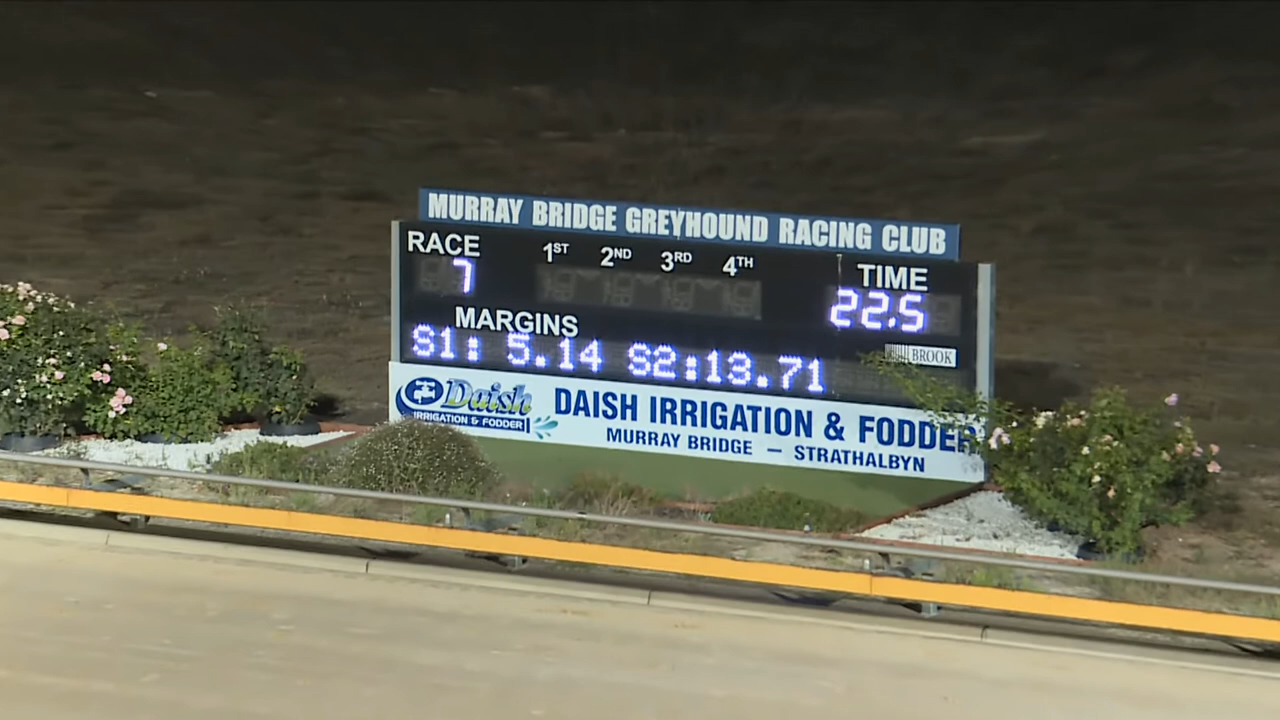 MURRAY BRIDGE GREYHOUND RACING CLUB
RACE 1ST 2ND 3RD 4TH TIME
7 22.5
MARGINS
S1: 5.14 S2:13.71
BROOK
Daish
IRRIGATION & FODDER
DAISH IRRIGATION & FODDER
MURRAY BRIDGE – STRATHALBYN